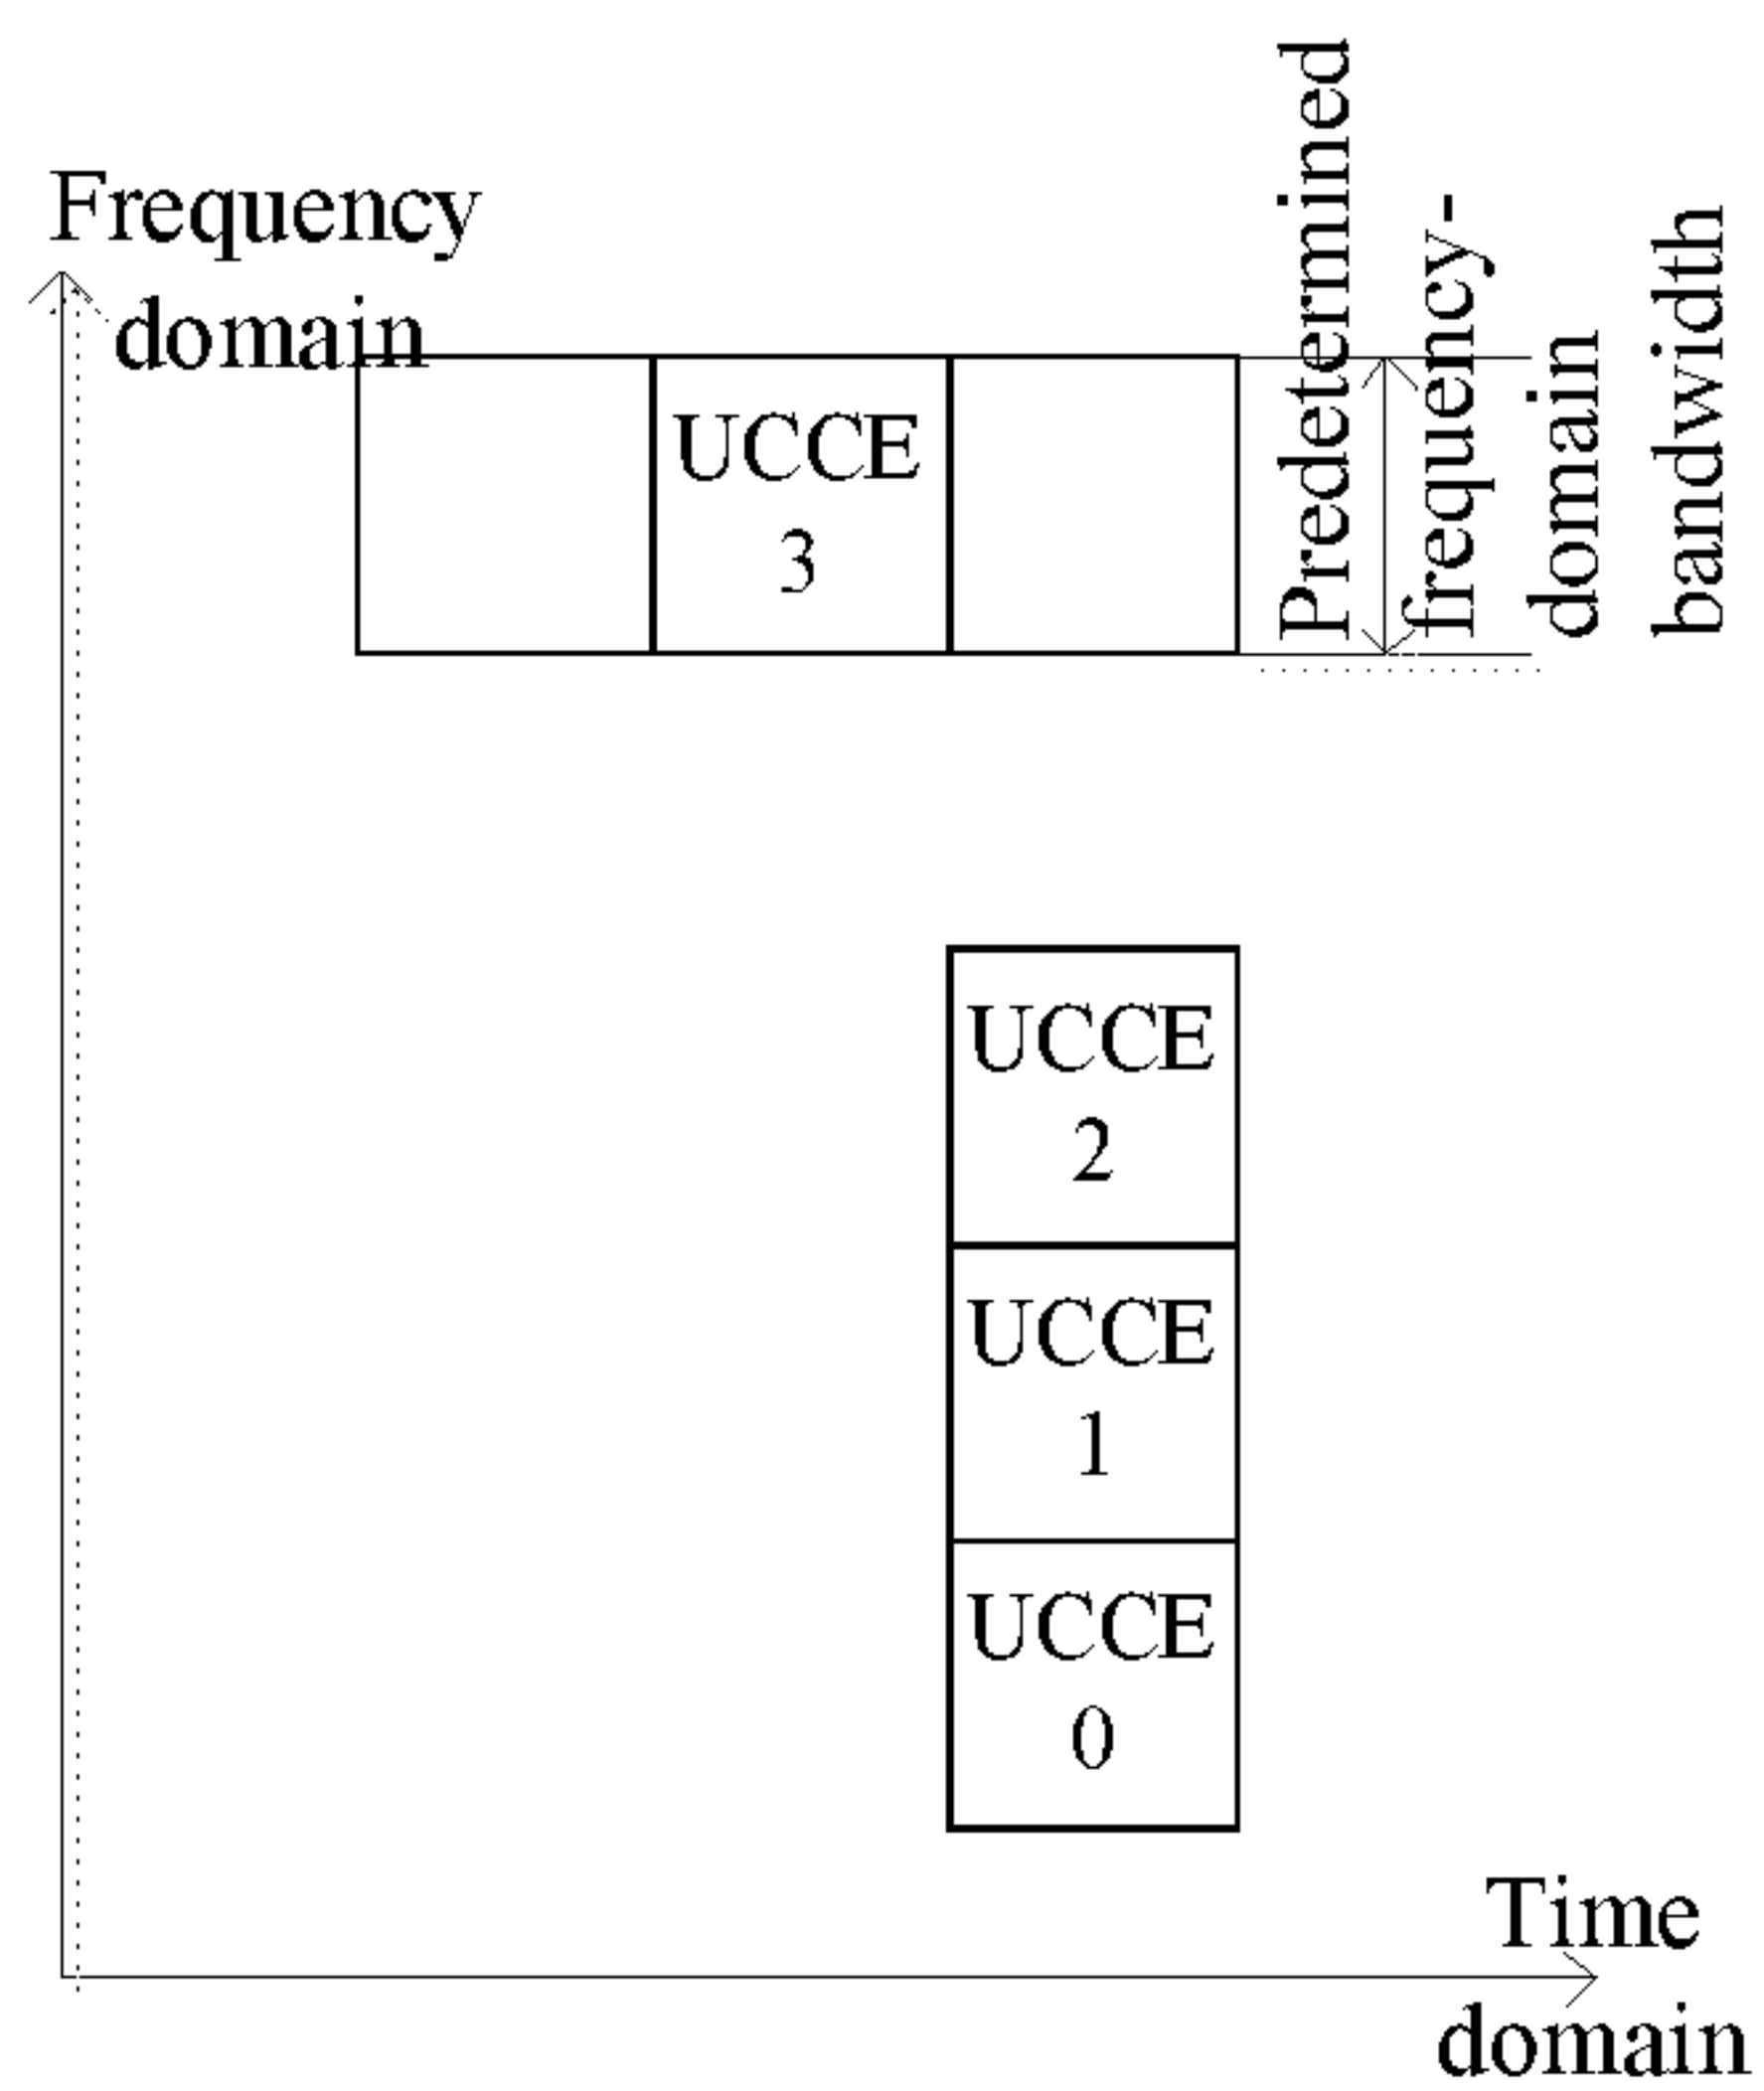 Frequency
domain
Predetermined
frequency-
domain
bandwidth
UCCE
3
UCCE
2
UCCE
1
UCCE
0
Time
domain